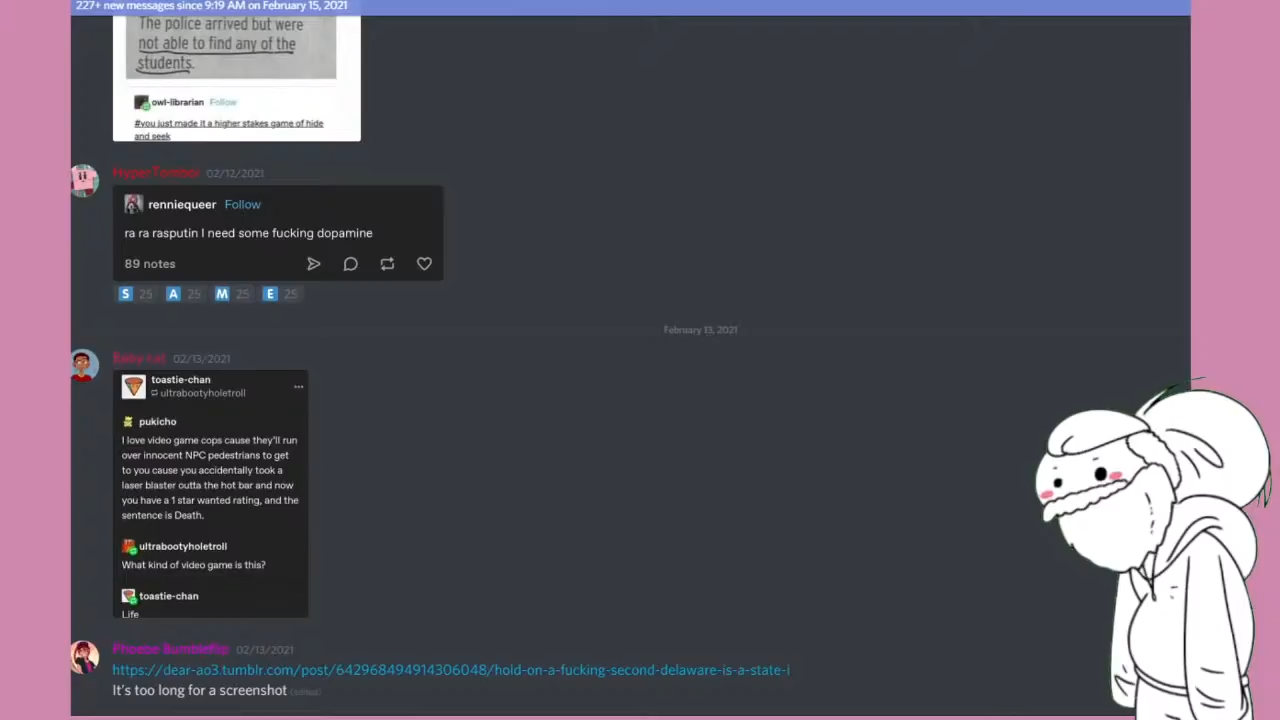 227+ new messages since 9:19 AM on February 15, 2021
The police arrived but were
not able to find any of the
students.
owl-librarian Follow
#you just made it a higher stakes game of hide
and seek
HyperTomboi 02/12/2021
renniequeer Follow
ra ra rasputin I need some fucking dopamine
89 notes
S 25 A 25 M 25 E 25
February 13, 2021
02/13/2021
toastie-chan
ultrabootyholetroll
pukicho
I love video game cops cause they'll run
over innocent NPC pedestrians to get
to you cause you accidentally took a
laser blaster outta the hot bar and now
you have a 1 star wanted rating, and the
sentence is Death.
ultrabootyholetroll
What kind of video game is this?
toastie-chan
Life
Phoebe Bumbleflip 02/13/2021
https://dear-ao3.tumblr.com/post/642968494914306048/hold-on-a-fucking-second-delaware-is-a-state-i
It's too long for a screenshot (edited)